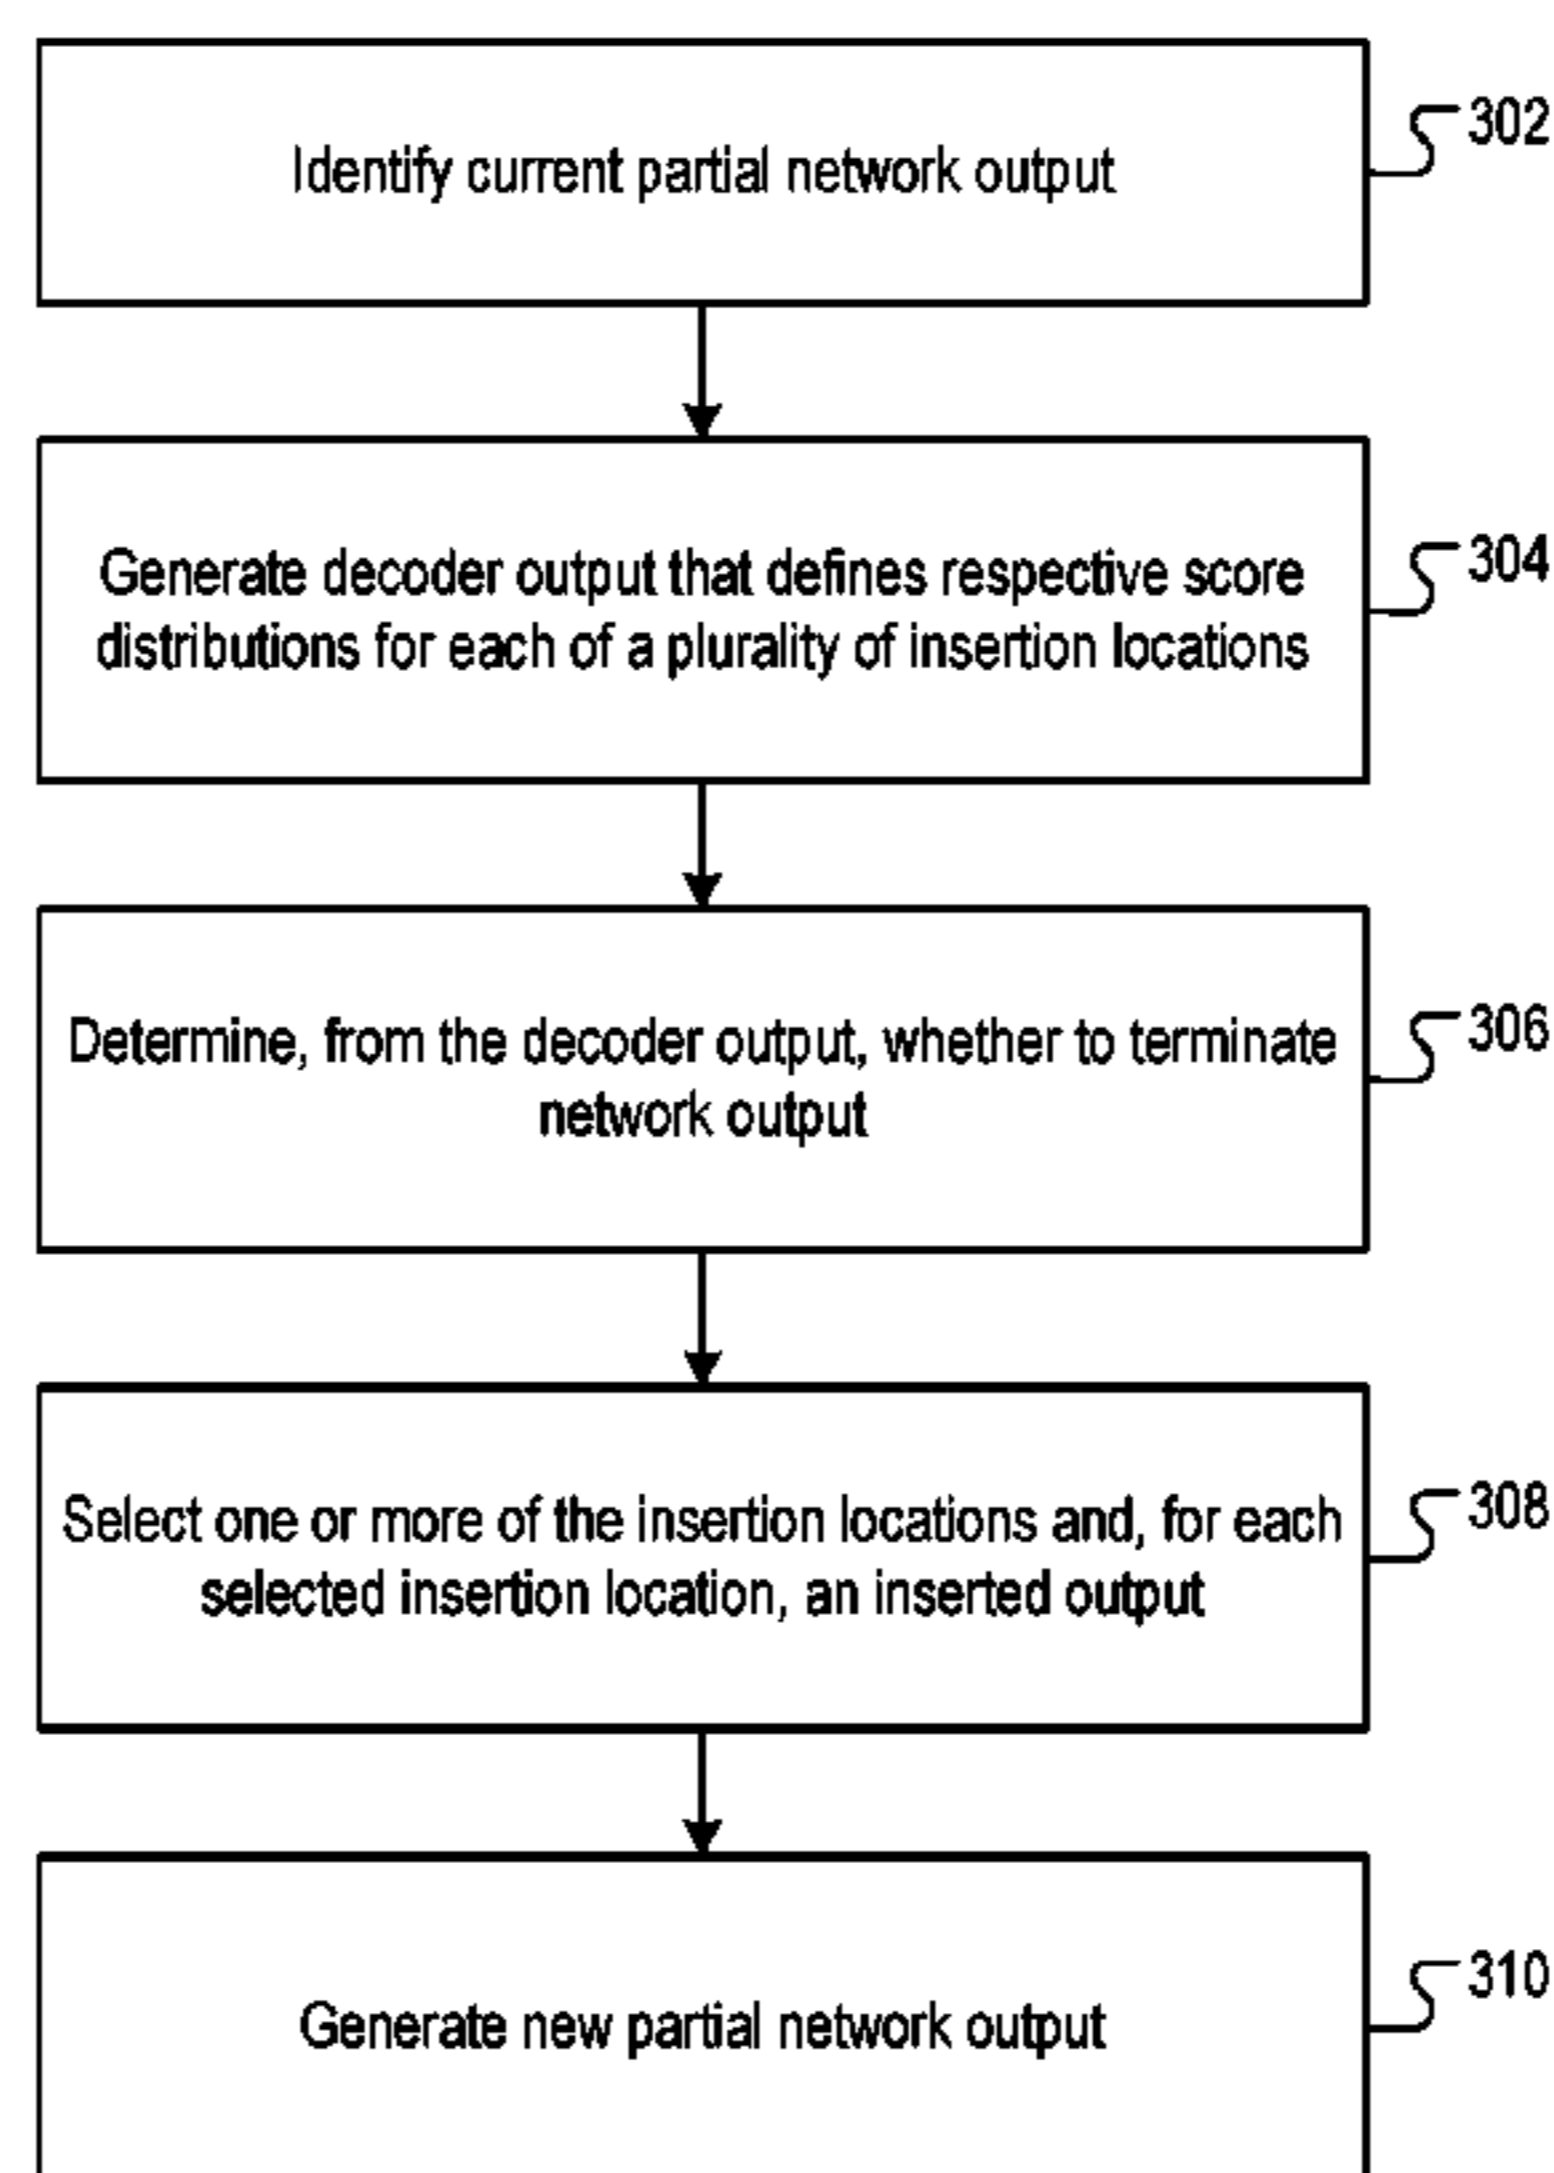 Identify current partial network output
302
Generate decoder output that defines respective score
distributions for each of a plurality of insertion locations
304
Determine, from the decoder output, whether to terminate
network output
306
Select one or more of the insertion locations and, for each
selected insertion location, an inserted output
308
Generate new partial network output
310